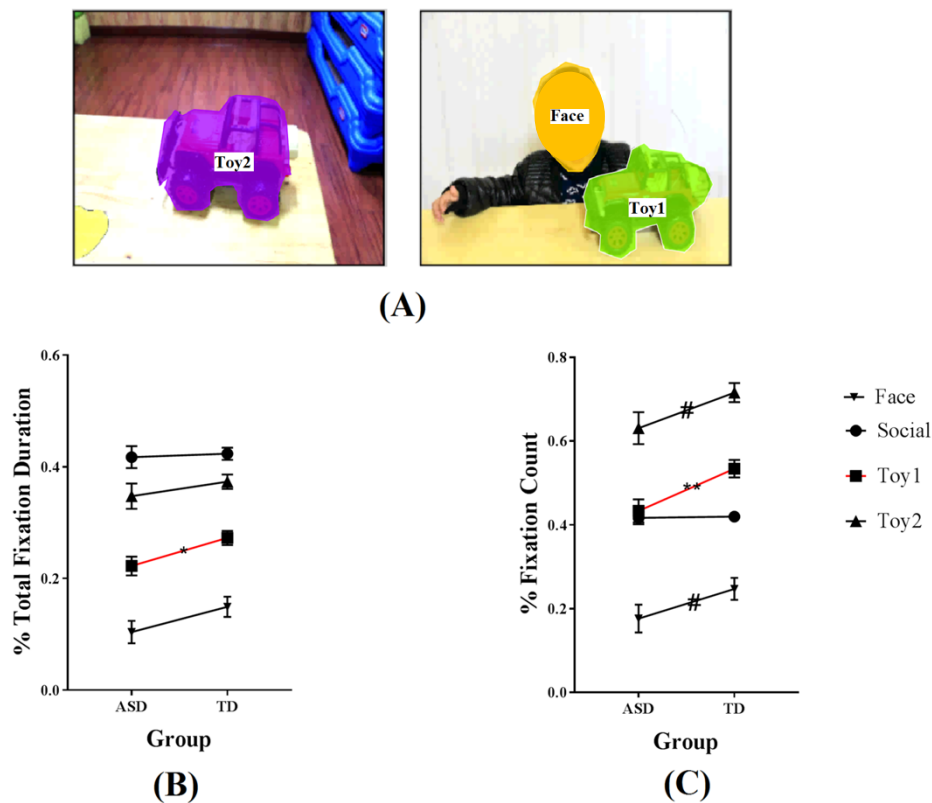 Toy2
Face
Toy1
(A)
% Total Fixation Duration
0.6
0.4
0.2
0.0
*
ASD
TD
Group
(B)
% Fixation Count
0.8
0.6
0.4
0.2
0.0
#
**
#
ASD
TD
Group
(C)
Face
Social
Toy1
Toy2